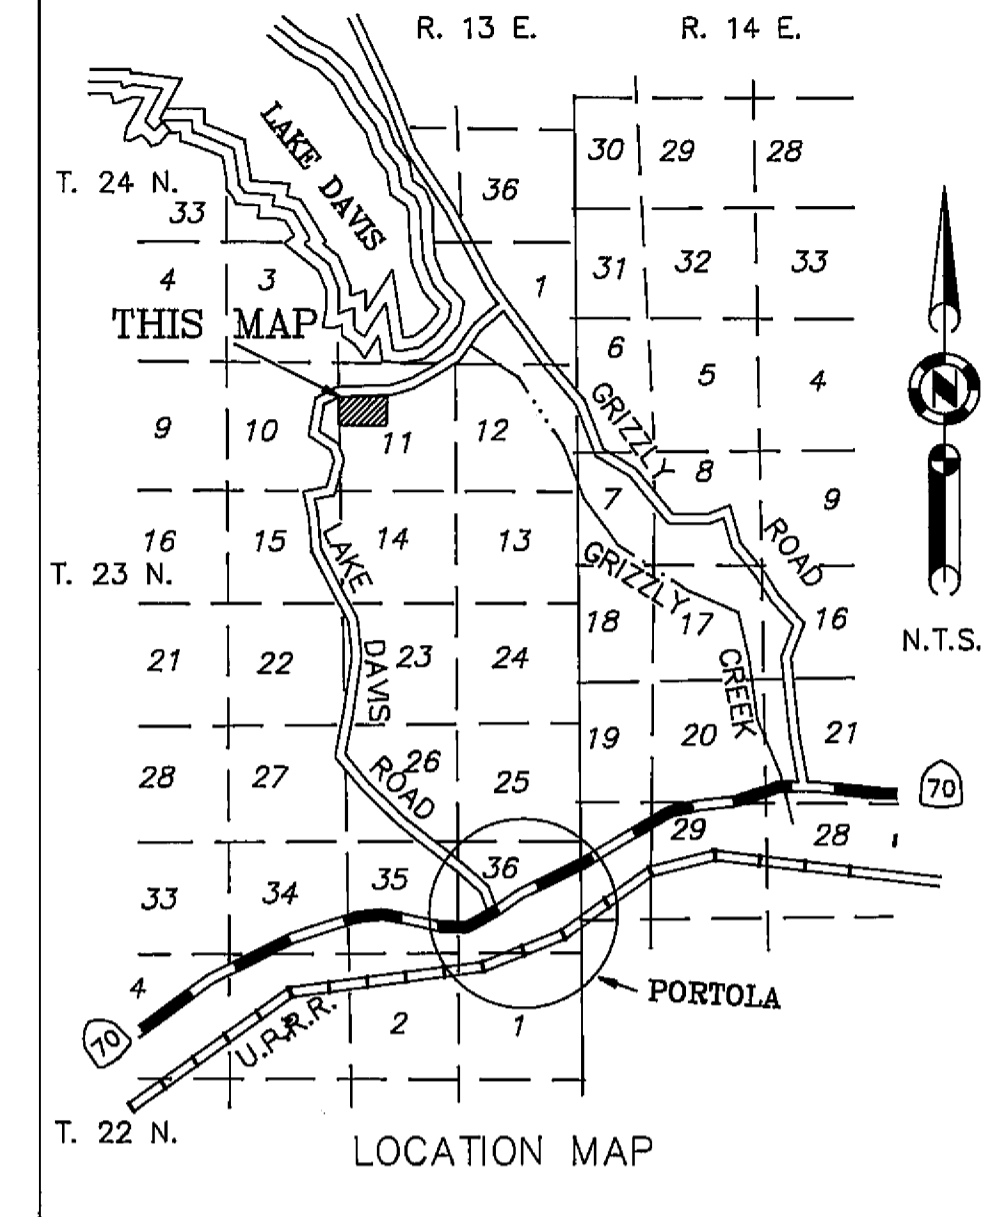 R. 13 E. R. 14 E.
LAKE DAVIS
30 29 28
T. 24 N.
36
33
31 32 33
4 3 1
THIS MAP
6
5 4
GRIZZLY
9 10 11 12
8
7 9
N
ROAD
16 15 LAKE 14 13
GRIZZLY
T. 23 N.
18 17 16
N.T.S.
21 22 DAVIS 23 24
CREEK
19 20 21
28 27 ROAD 26 25
70
29 28
36
33 34 35
4
PORTOLA
70
U.P.R.R.
2 1
T. 22 N.
LOCATION MAP